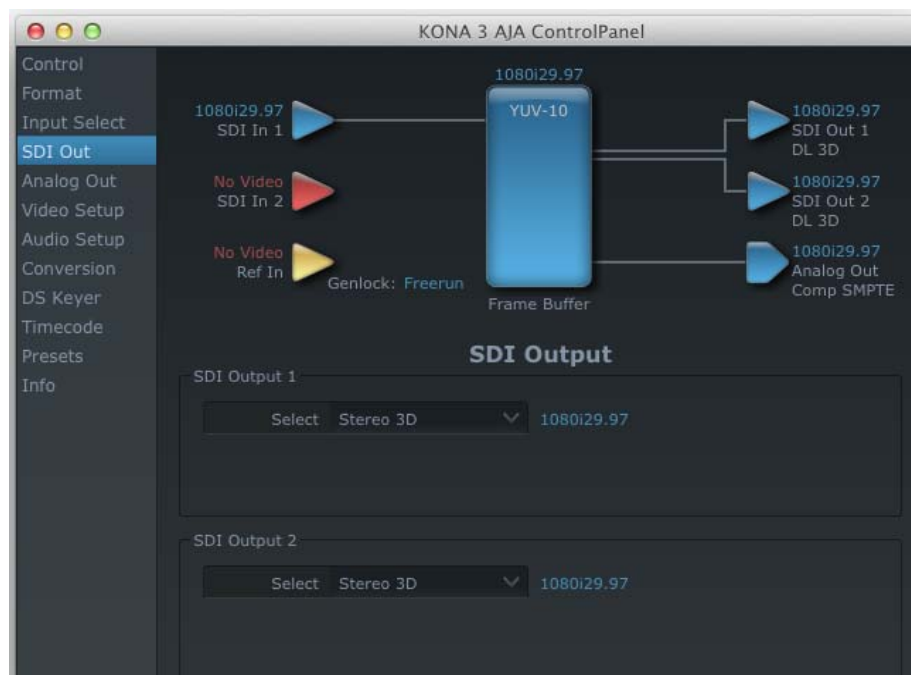 KONA 3 AJA ControlPanel
Control
Format
Input Select
SDI Out
Analog Out
Video Setup
Audio Setup
Conversion
DS Keyer
Timecode
Presets
Info
1080i29.97
YUV-10
Frame Buffer
1080i29.97
SDI In 1
No Video
SDI In 2
No Video
Ref In
Genlock: Freerun
1080i29.97
SDI Out 1
DL 3D
1080i29.97
SDI Out 2
DL 3D
1080i29.97
Analog Out
Comp SMPTE
SDI Output
SDI Output 1
Select Stereo 3D 1080i29.97
SDI Output 2
Select Stereo 3D 1080i29.97